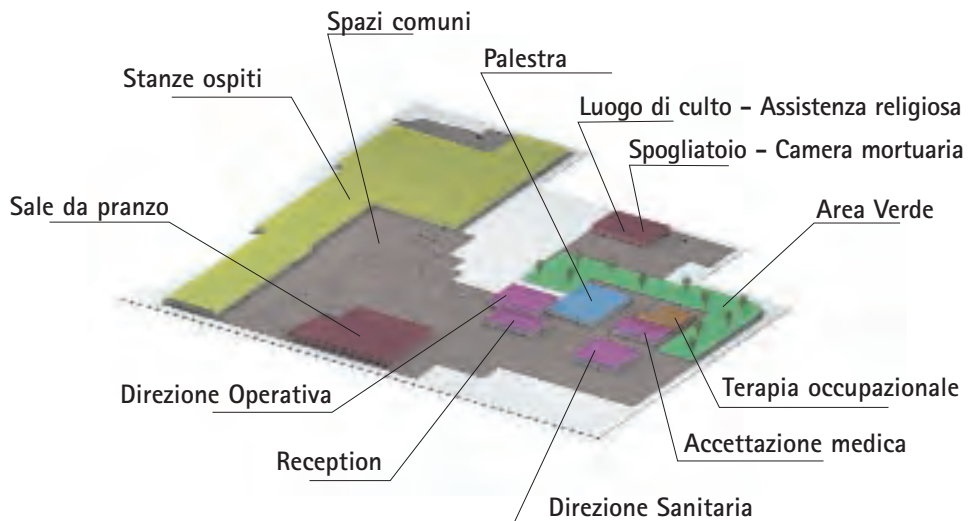 Spazi comuni
Palestra
Stanze ospiti
Luogo di culto - Assistenza religiosa
Spogliatoio - Camera mortuaria
Sale da pranzo
Area Verde
Direzione Operativa
Terapia occupazionale
Accettazione medica
Reception
Direzione Sanitaria